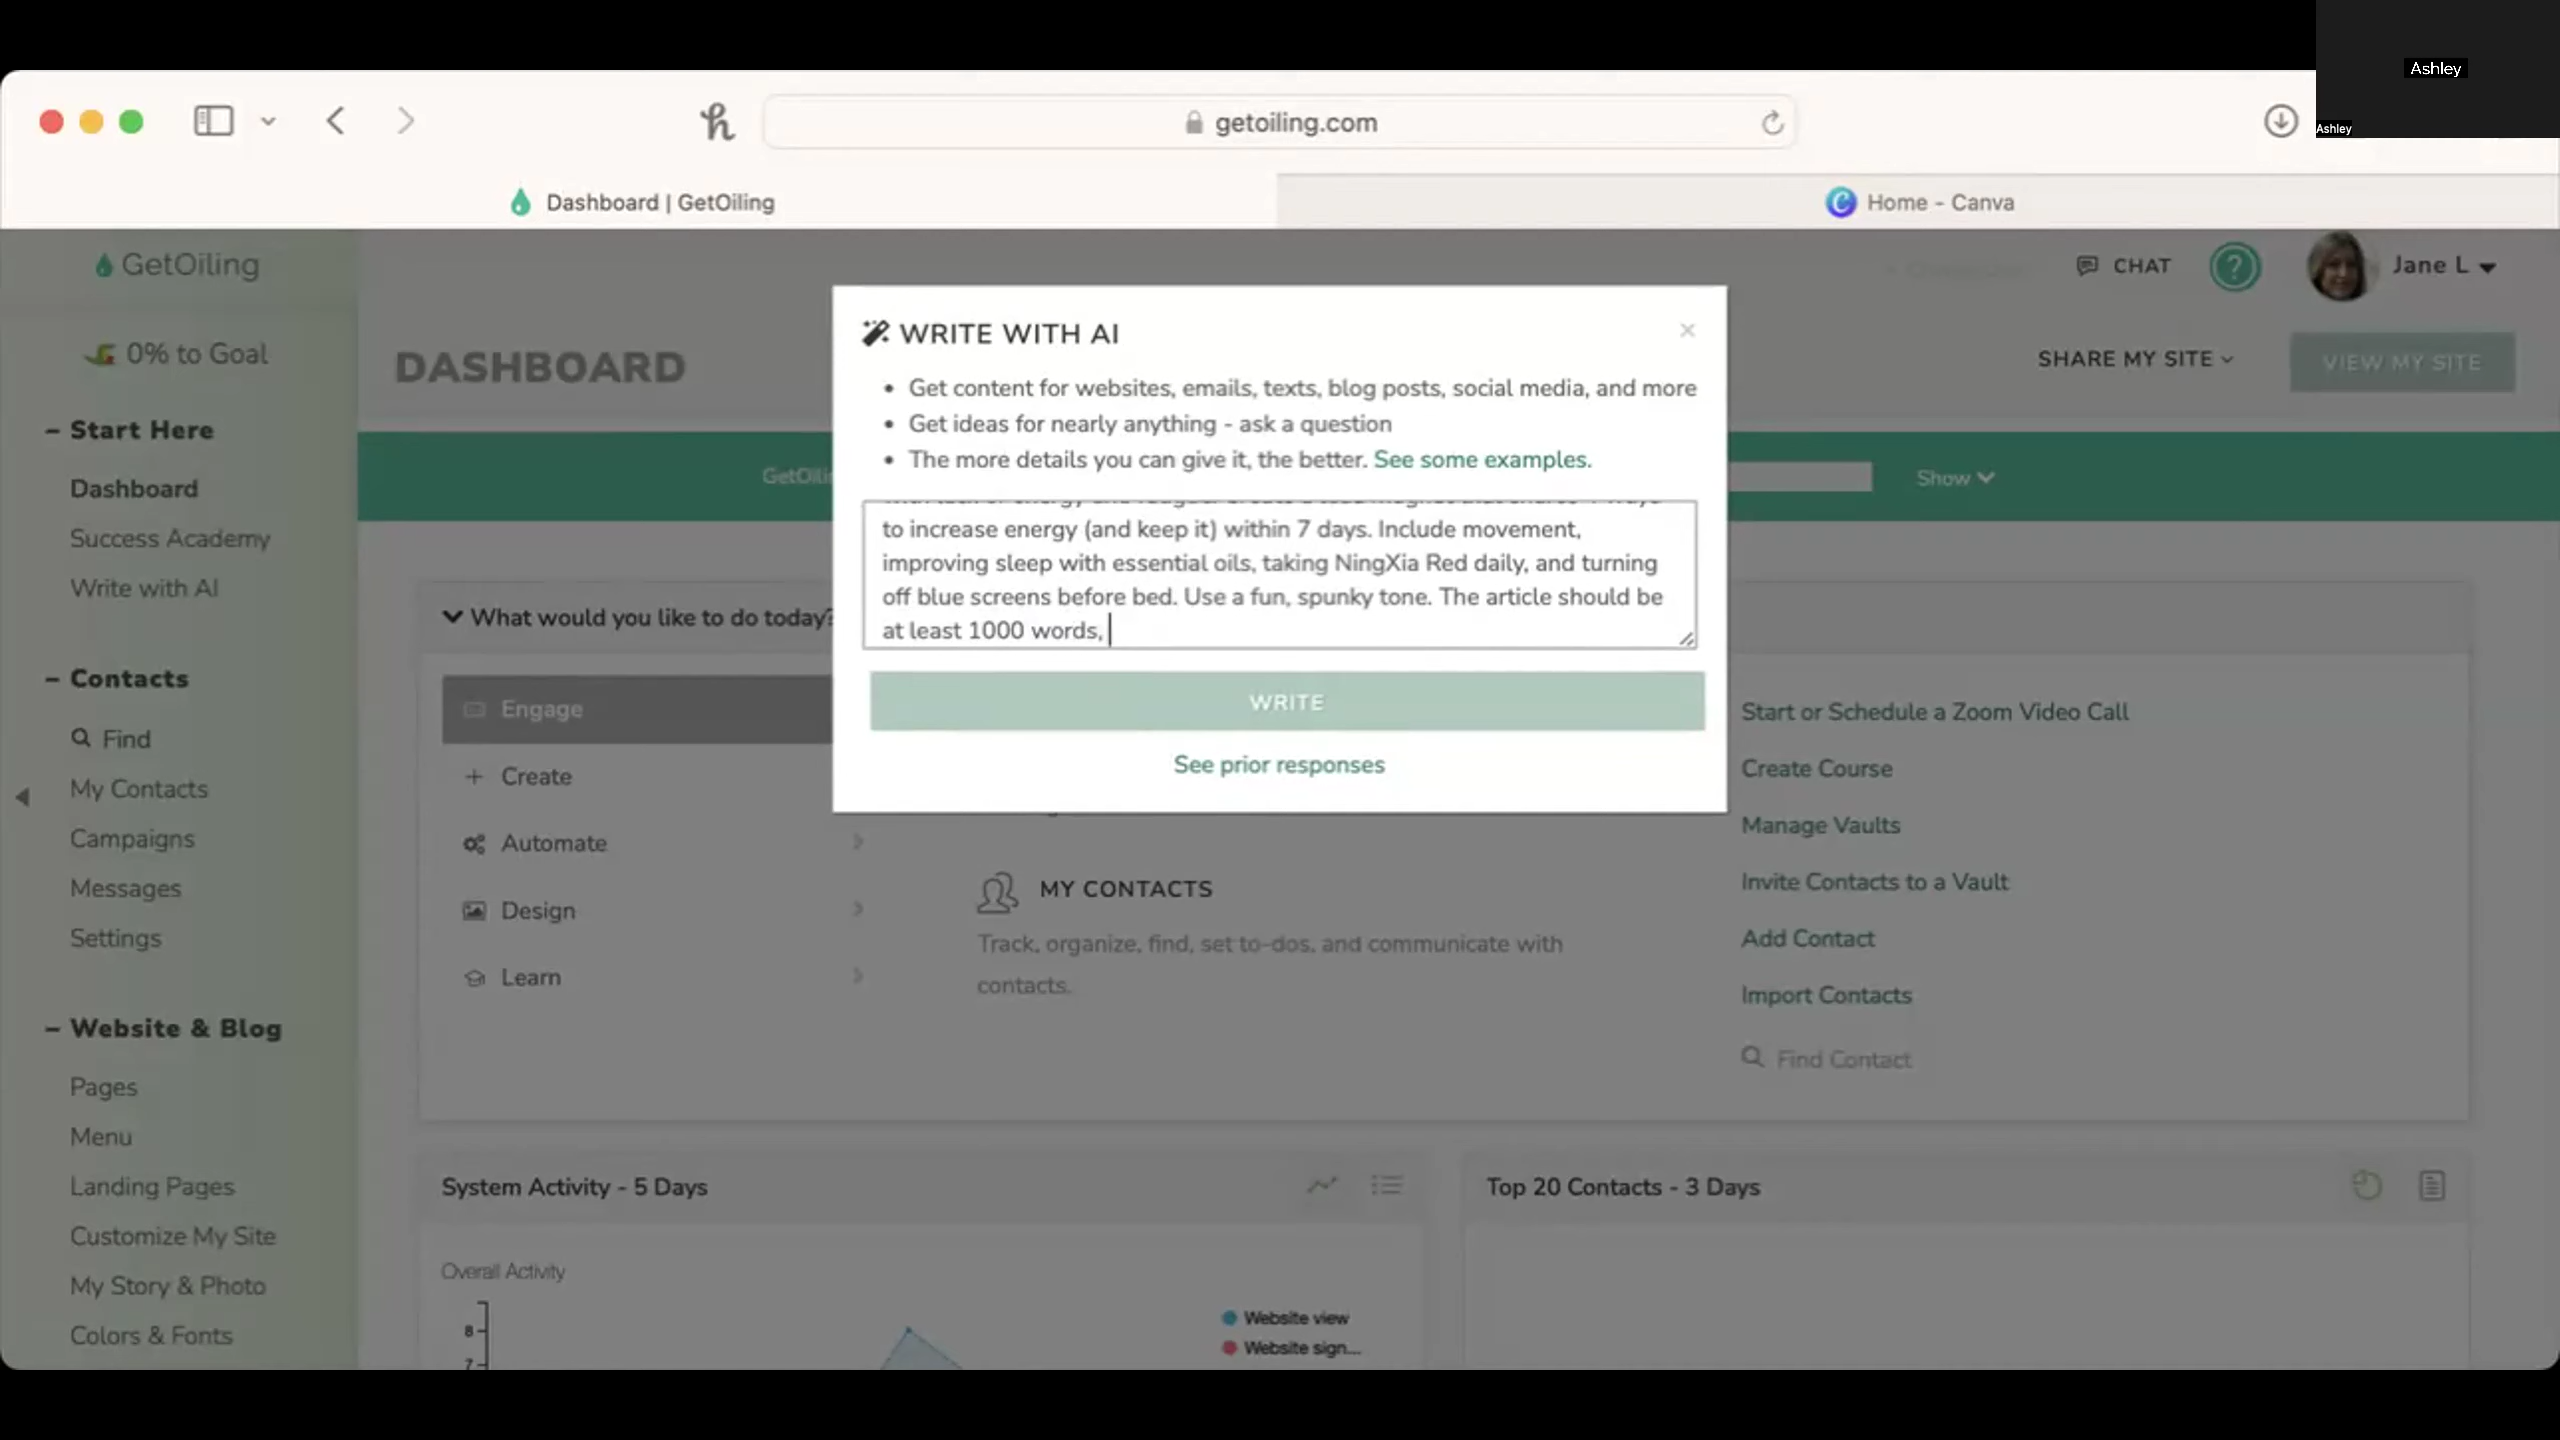 Ashley
Ashley
getoiling.com
Dashboard | GetOiling
Home - Canva
GetOiling
CHAT
?
Jane L
0% to Goal
DASHBOARD
SHARE MY SITE
VIEW MY SITE
Show
– Start Here
Dashboard
Success Academy
Write with AI
– Contacts
Find
My Contacts
Campaigns
Messages
Settings
– Website & Blog
Pages
Menu
Landing Pages
Customize My Site
My Story & Photo
Colors & Fonts
WRITE WITH AI
×
• Get content for websites, emails, texts, blog posts, social media, and more
• Get ideas for nearly anything - ask a question
• The more details you can give it, the better. See some examples.
to increase energy (and keep it) within 7 days. Include movement,
improving sleep with essential oils, taking NingXia Red daily, and turning
off blue screens before bed. Use a fun, spunky tone. The article should be
at least 1000 words,
WRITE
See prior responses
What would you like to do today?
Engage
Create
Automate
Design
Learn
MY CONTACTS
Track, organize, find, set to-dos, and communicate with
contacts.
Start or Schedule a Zoom Video Call
Create Course
Manage Vaults
Invite Contacts to a Vault
Add Contact
Import Contacts
Find Contact
System Activity - 5 Days
Overall Activity
8
7
Website view
Website sign...
Top 20 Contacts - 3 Days